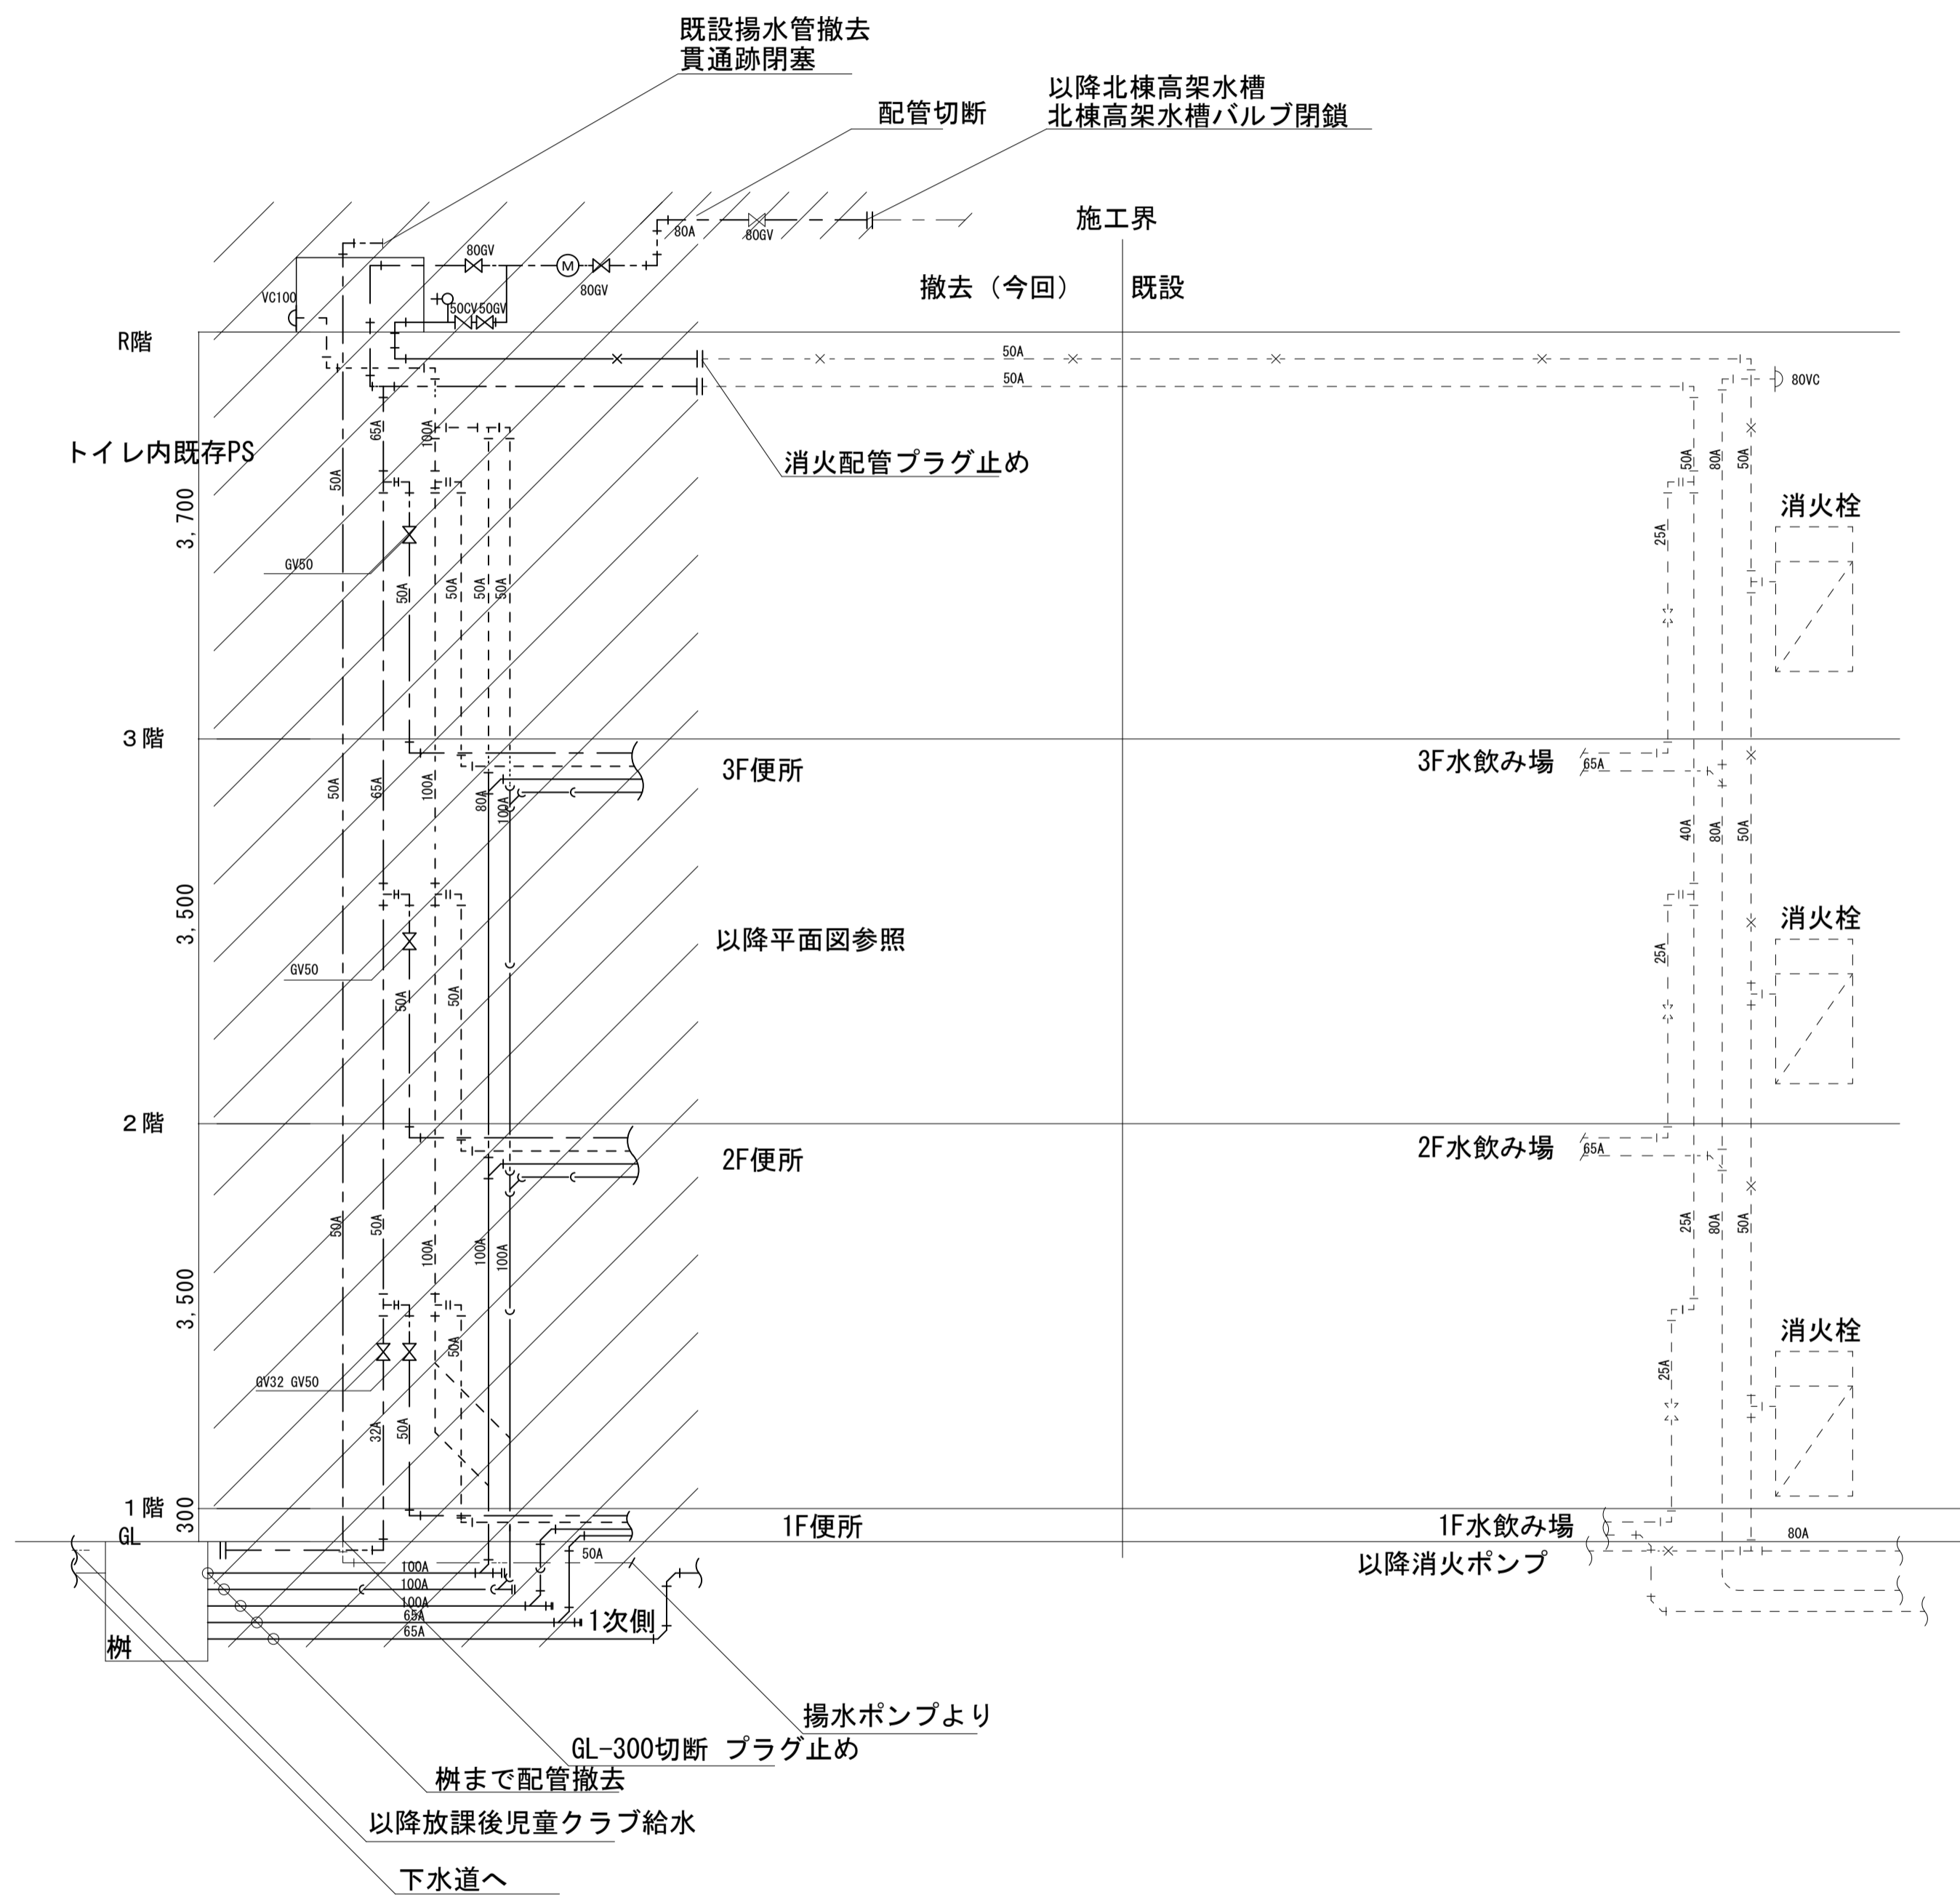 既設揚水管撤去
貫通跡閉塞
配管切断
以降北棟高架水槽
北棟高架水槽バルブ閉鎖
施工界
撤去（今回）
既設
80A
80GV
80GV
M
80GV
VC100
50CV
50GV
R階
50A
50A
80VC
トイレ内既存PS
65A
100A
50A
消火配管プラグ止め
50A
80A
50A
消火栓
3,700
GV50
50A
50A
50A
50A
25A
3階
3F便所
3F水飲み場
65A
50A
65A
100A
80A
100A
40A
80A
50A
3,500
消火栓
以降平面図参照
GV50
50A
50A
25A
2階
2F便所
2F水飲み場
65A
50A
50A
100A
100A
100A
25A
80A
50A
3,500
消火栓
50A
GV32 GV50
32A
50A
25A
1階
300
GL
1F便所
1F水飲み場
80A
以降消火ポンプ
50A
100A
100A
100A
65A
65A
1次側
桝
揚水ポンプより
GL-300切断 プラグ止め
桝まで配管撤去
以降放課後児童クラブ給水
下水道へ